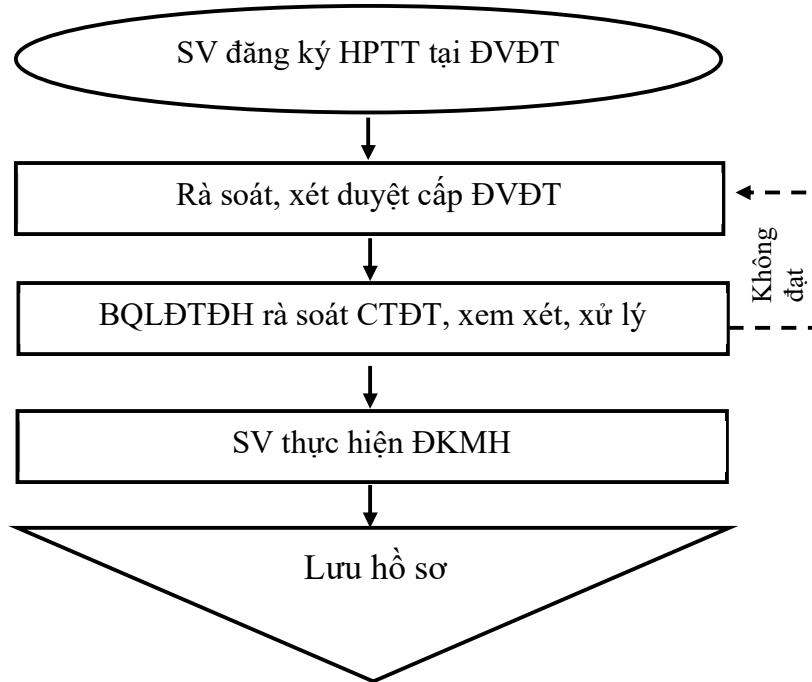 SV đăng ký HPTT tại ĐVĐT
Rà soát, xét duyệt cấp ĐVĐT
Không
đạt
BQLĐTĐH rà soát CTĐT, xem xét, xử lý
SV thực hiện ĐKMH
Lưu hồ sơ